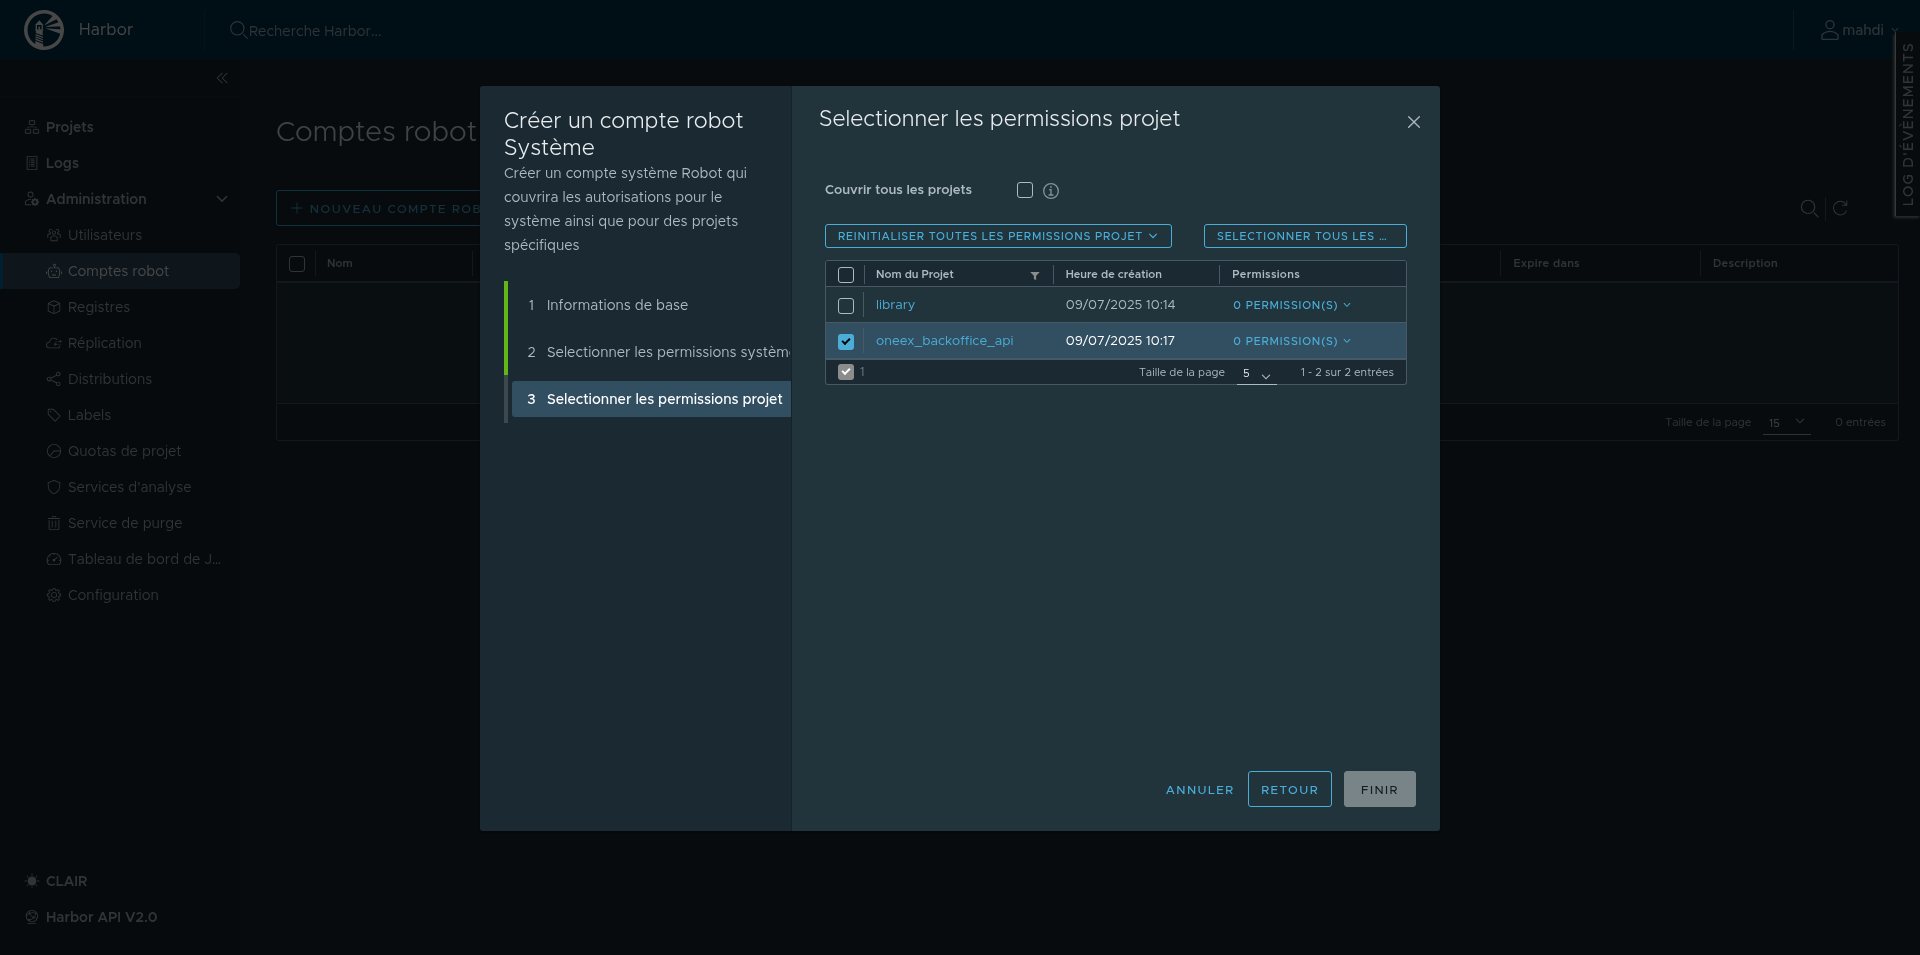 Harbor
Recherche Harbor...
mahdi
LOG D'ÉVÉNEMENTS
Projets
Logs
Administration
Utilisateurs
Comptes robot
Registres
Réplication
Distributions
Labels
Quotas de projet
Services d'analyse
Service de purge
Tableau de bord de J...
Configuration
CLAIR
Harbor API V2.0
Comptes robot
NOUVEAU COMPTE ROB
Nom
Expire dans
Description
Taille de la page 15 0 entrées
Créer un compte robot
Système
Créer un compte système Robot qui
couvrira les autorisations pour le
système ainsi que pour des projets
spécifiques
1 Informations de base
2 Selectionner les permissions systèm
3 Selectionner les permissions projet
Selectionner les permissions projet
Couvrir tous les projets
REINITIALISER TOUTES LES PERMISSIONS PROJET
SELECTIONNER TOUS LES ...
Nom du Projet Heure de création Permissions
library 09/07/2025 10:14 0 PERMISSION(S)
oneex_backoffice_api 09/07/2025 10:17 0 PERMISSION(S)
1 Taille de la page 5 1 - 2 sur 2 entrées
ANNULER RETOUR FINIR